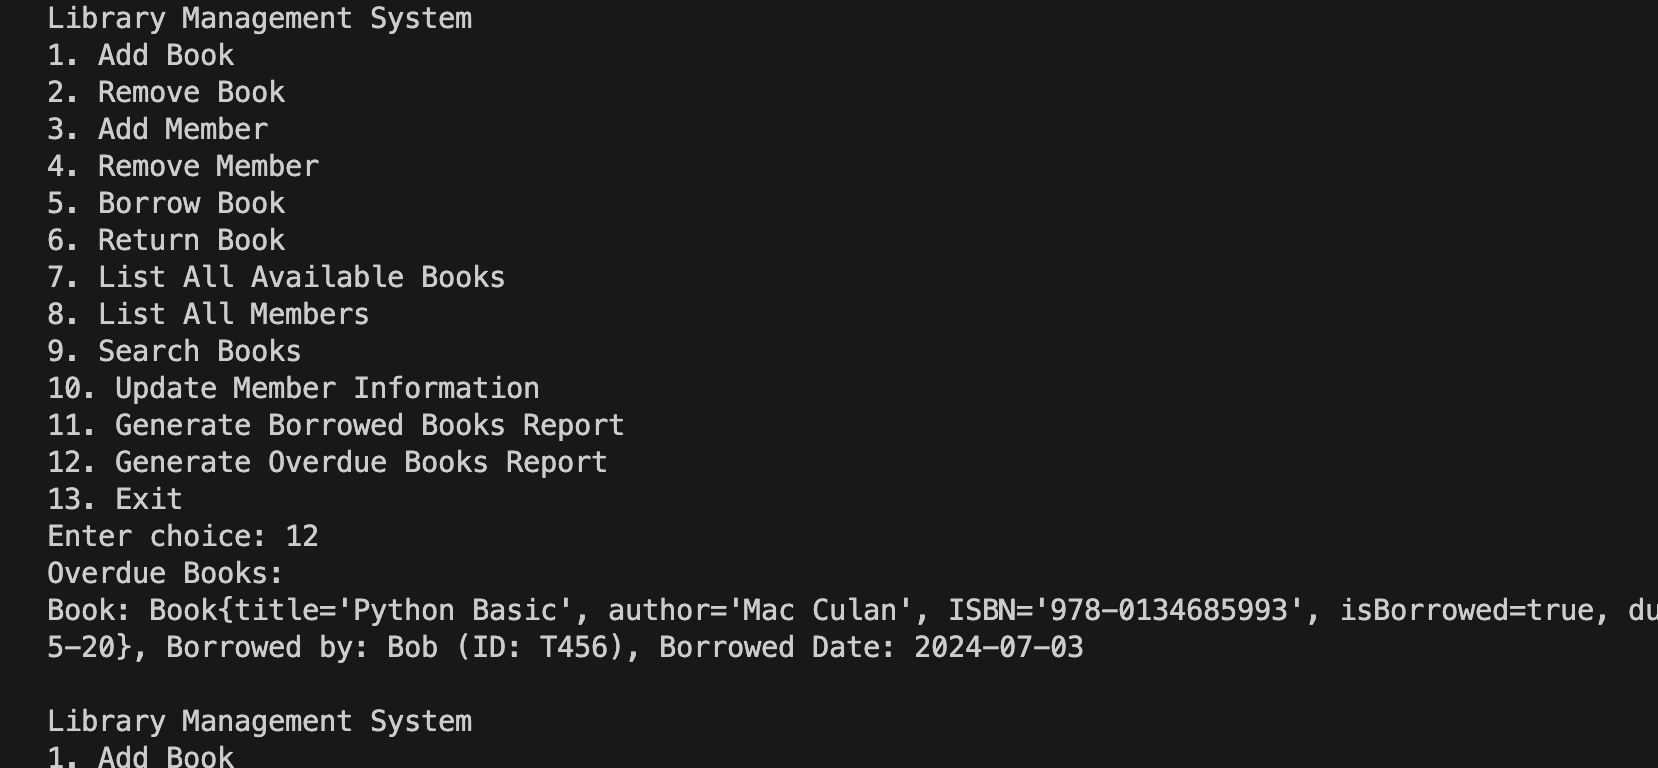 Library Management System
1. Add Book
2. Remove Book
3. Add Member
4. Remove Member
5. Borrow Book
6. Return Book
7. List All Available Books
8. List All Members
9. Search Books
10. Update Member Information
11. Generate Borrowed Books Report
12. Generate Overdue Books Report
13. Exit
Enter choice: 12
Overdue Books:
Book: Book{title='Python Basic', author='Mac Culan', ISBN='978-0134685993', isBorrowed=true, du
5-20}, Borrowed by: Bob (ID: T456), Borrowed Date: 2024-07-03
Library Management System
1. Add Book